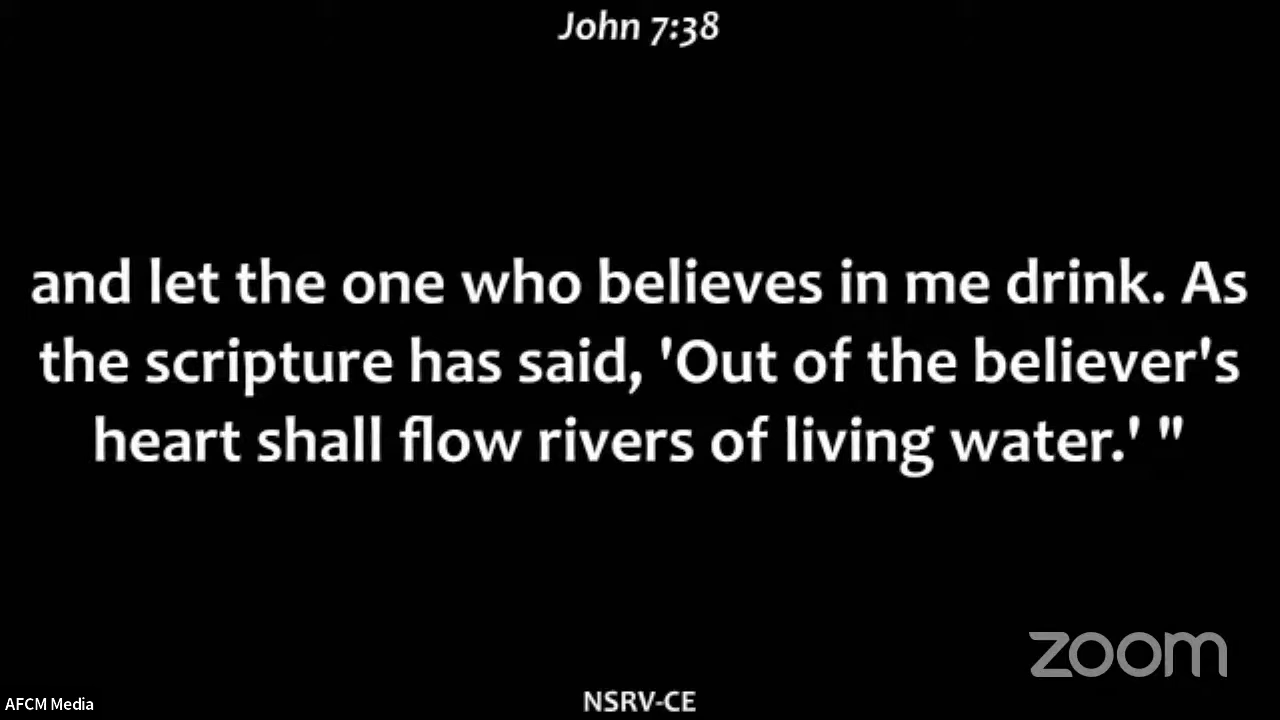 John 7:38
and let the one who believes in me drink. As
the scripture has said, 'Out of the believer's
heart shall flow rivers of living water.' "
zoom
AFCM Media
NSRV-CE